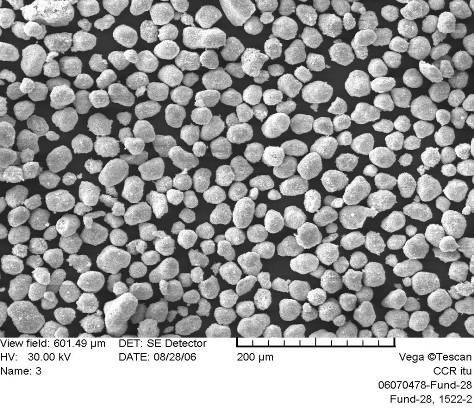 View field: 601.49 µm DET: SE Detector
HV: 30.00 kV DATE: 08/28/06 200 µm Vega ©Tescan
Name: 3 CCR itu
06070478-Fund-28
Fund-28, 1522-2